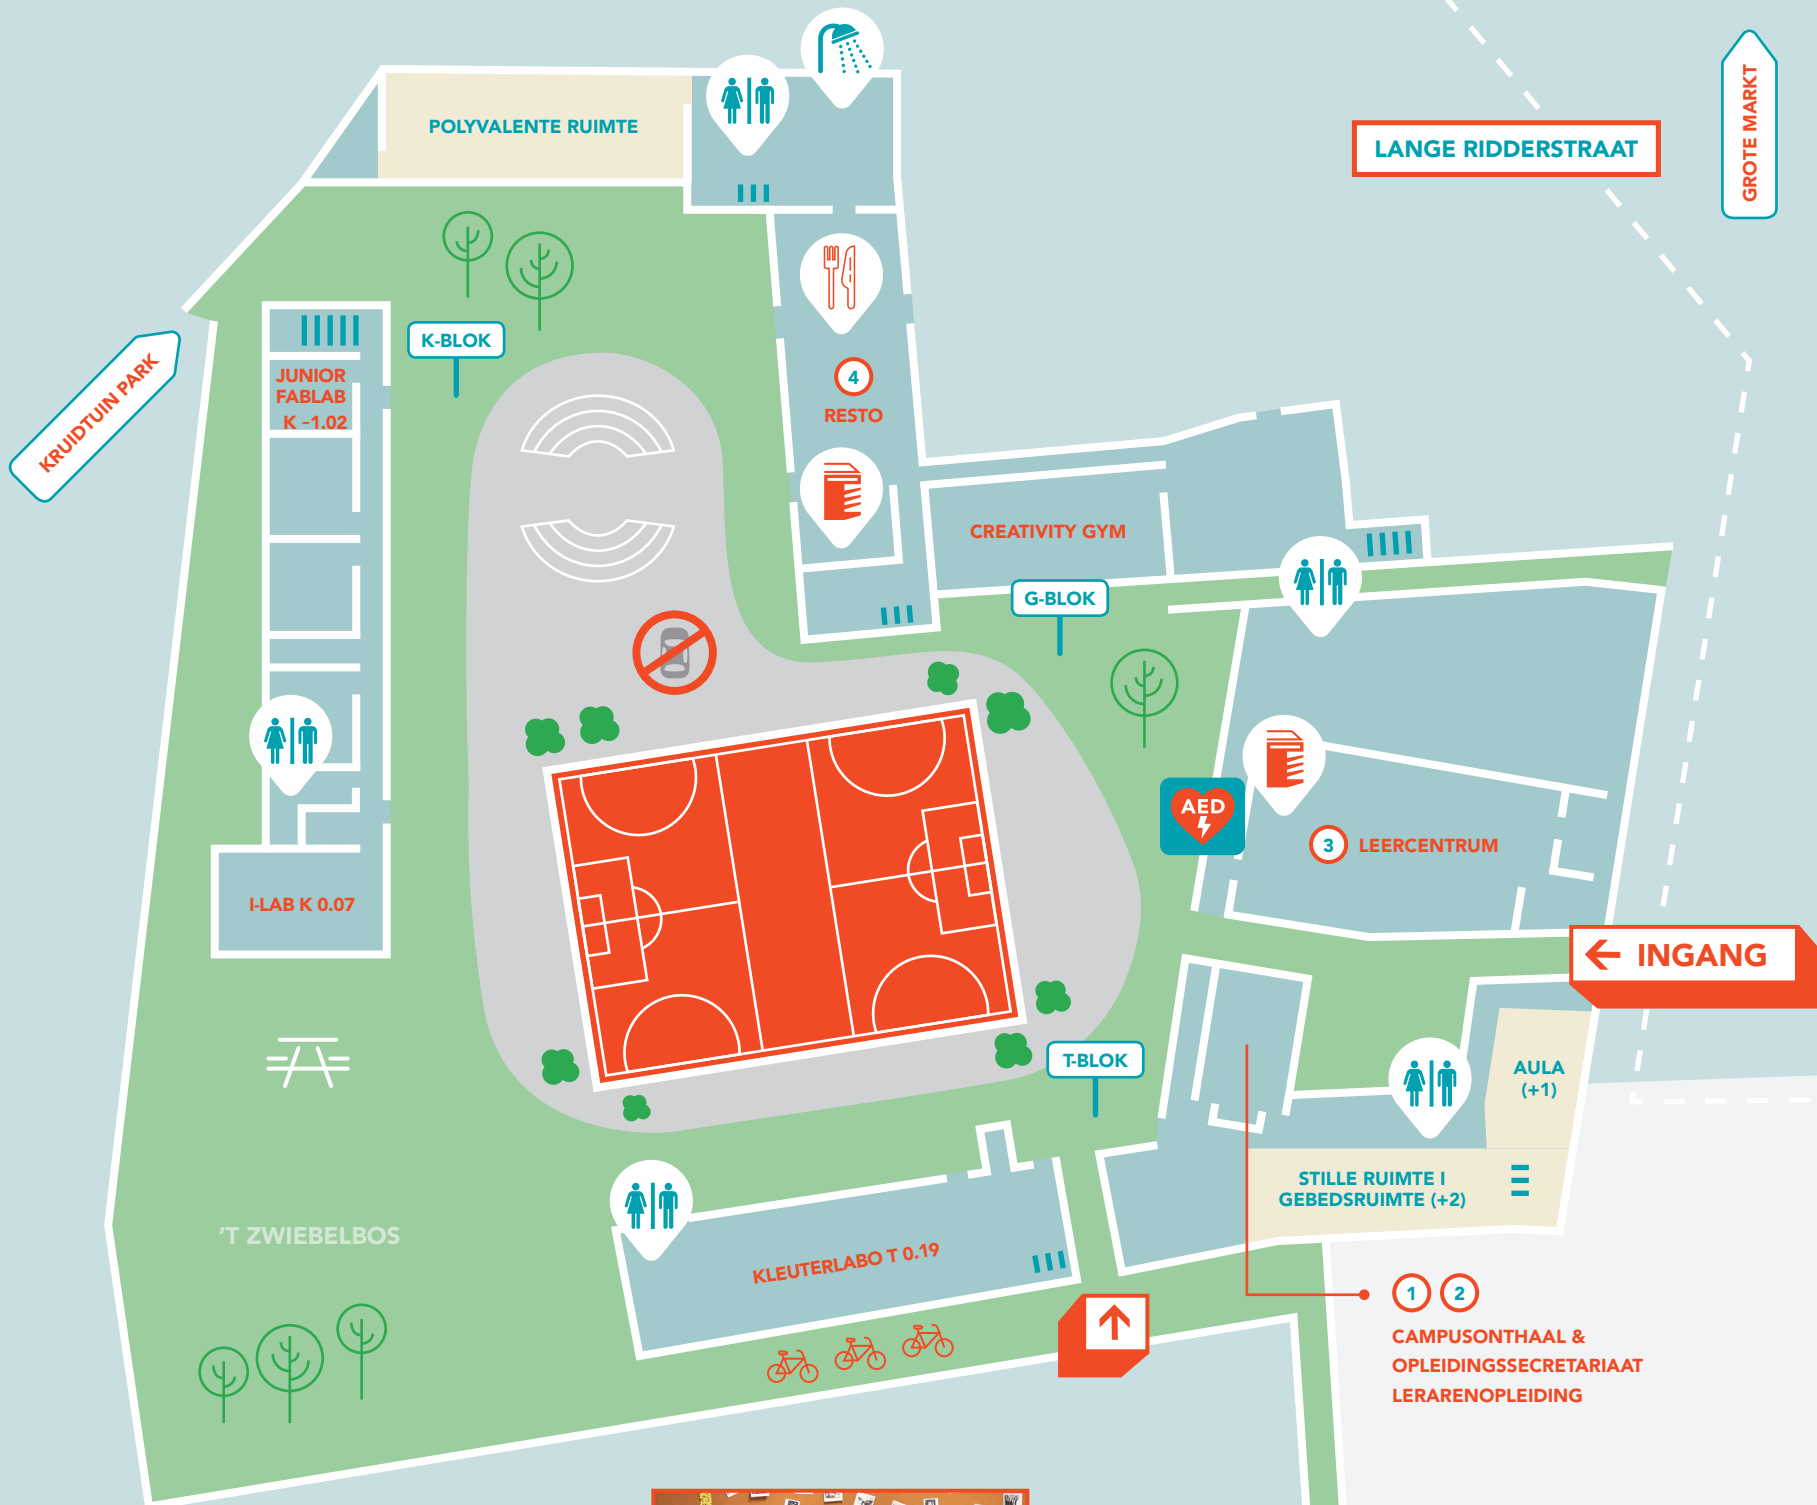 POLYVALENTE RUIMTE
LANGE RIDDERSTRAAT
GROTE MARKT
K-BLOK
KRUIDTUIN PARK
JUNIOR
FABLAB
K -1.02
4
RESTO
CREATIVITY GYM
G-BLOK
AED
3 LEERCENTRUM
I-LAB K 0.07
INGANG
T-BLOK
AULA
(+1)
STILLE RUIMTE I
GEBEDSRUIMTE (+2)
'T ZWIEBELBOS
KLEUTERLABO T 0.19
1 2
CAMPUSONTHAAL &
OPLEIDINGSSECRETARIAAT
LERARENOPLEIDING